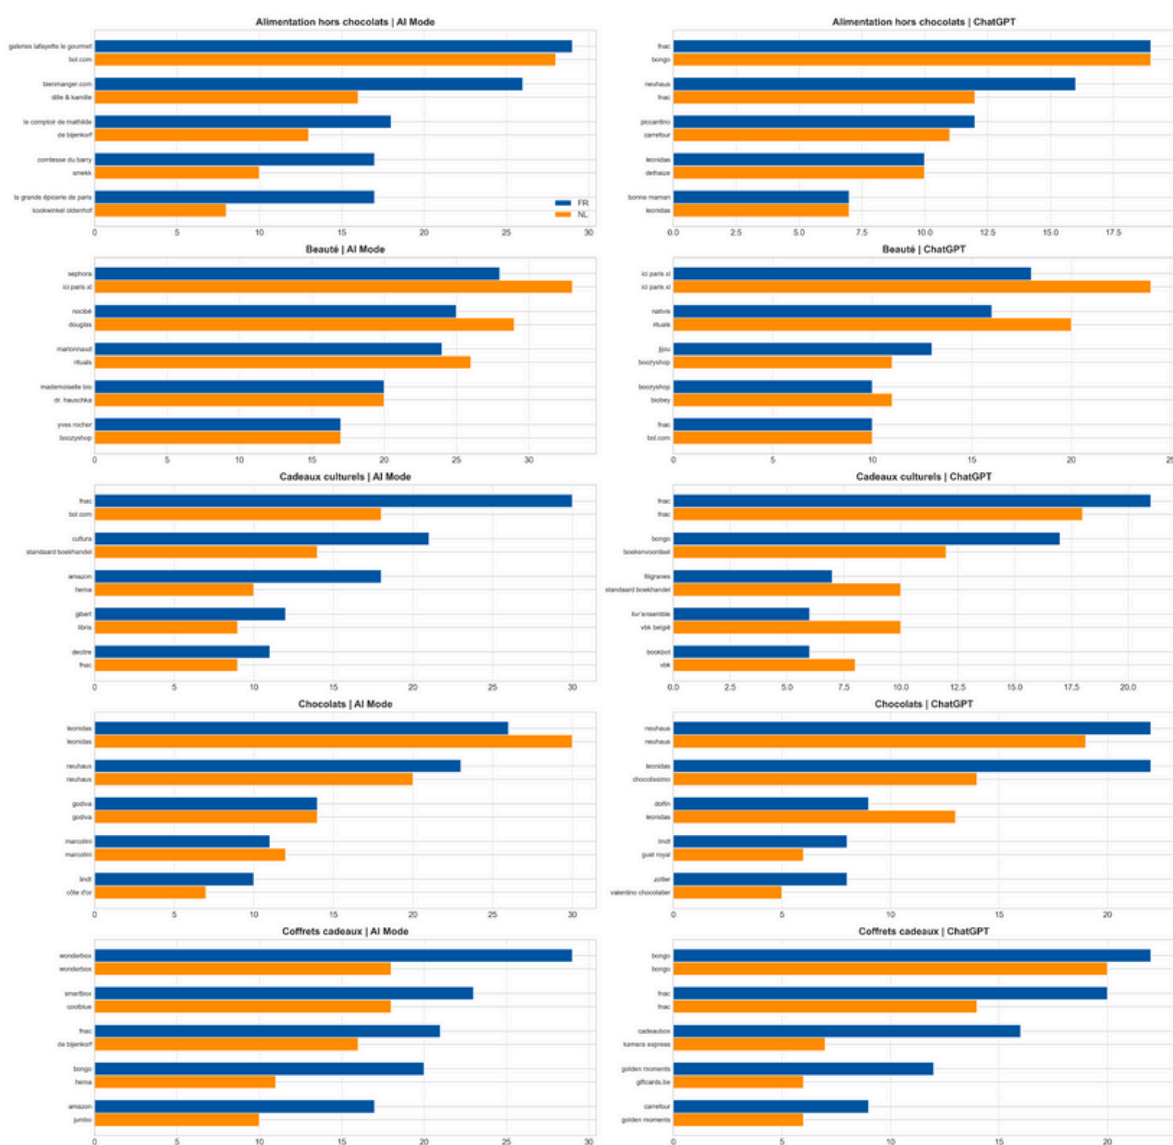 Alimentation hors chocolats | AI Mode
galeries lafayette le gourmet
bol.com
bienmanger.com
dille & kamille
le comptoir de mathilde
de bijenkorf
comtesse du barry
smekk
la grande épicerie de paris
kookwinkel oldenhof
FR
NL
0 5 10 15 20 25 30
Alimentation hors chocolats | ChatGPT
fnac
bongo
neuhaus
fnac
piccantino
carrefour
leonidas
delhaize
bonne maman
leonidas
0.0 2.5 5.0 7.5 10.0 12.5 15.0 17.5
Beauté | AI Mode
sephora
ici paris xl
nocibé
douglas
marionnaud
rituals
mademoiselle bio
dr. hauschka
yves rocher
boozyshop
0 5 10 15 20 25 30
Beauté | ChatGPT
ici paris xl
ici paris xl
nativis
rituals
boozyshop
boozyshop
biobey
fnac
bol.com
0 5 10 15 20 25
Cadeaux culturels | AI Mode
fnac
bol.com
cultura
standaard boekhandel
amazon
hema
gibert
libris
decitre
fnac
0 5 10 15 20 25 30
Cadeaux culturels | ChatGPT
fnac
fnac
bongo
boekenvoordeel
filigranes
standaard boekhandel
livr'ensemble
vbk belgië
bookbot
vbk
0.0 2.5 5.0 7.5 10.0 12.5 15.0 17.5 20.0
Chocolats | AI Mode
leonidas
leonidas
neuhaus
neuhaus
godiva
godiva
marcolini
marcolini
lindt
côte d'or
0 5 10 15 20 25 30
Chocolats | ChatGPT
neuhaus
neuhaus
leonidas
chocolissimo
dolfin
leonidas
lindt
gust royal
zotter
valentino chocolatier
0 5 10 15 20
Coffrets cadeaux | AI Mode
wonderbox
wonderbox
smartbox
coolblue
fnac
de bijenkorf
bongo
hema
amazon
jumbo
0 5 10 15 20 25 30
Coffrets cadeaux | ChatGPT
bongo
bongo
fnac
fnac
cadeaubox
kamera express
golden moments
giftcards.be
carrefour
golden moments
0 5 10 15 20